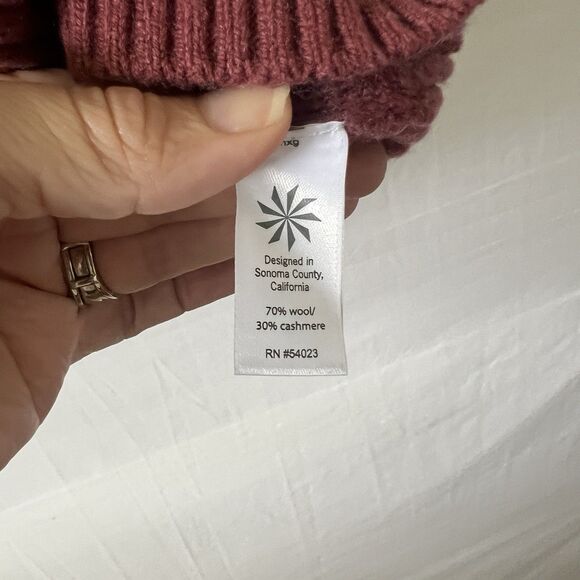 Designed in
Sonoma County,
California
70% wool/
30% cashmere
RN #54023